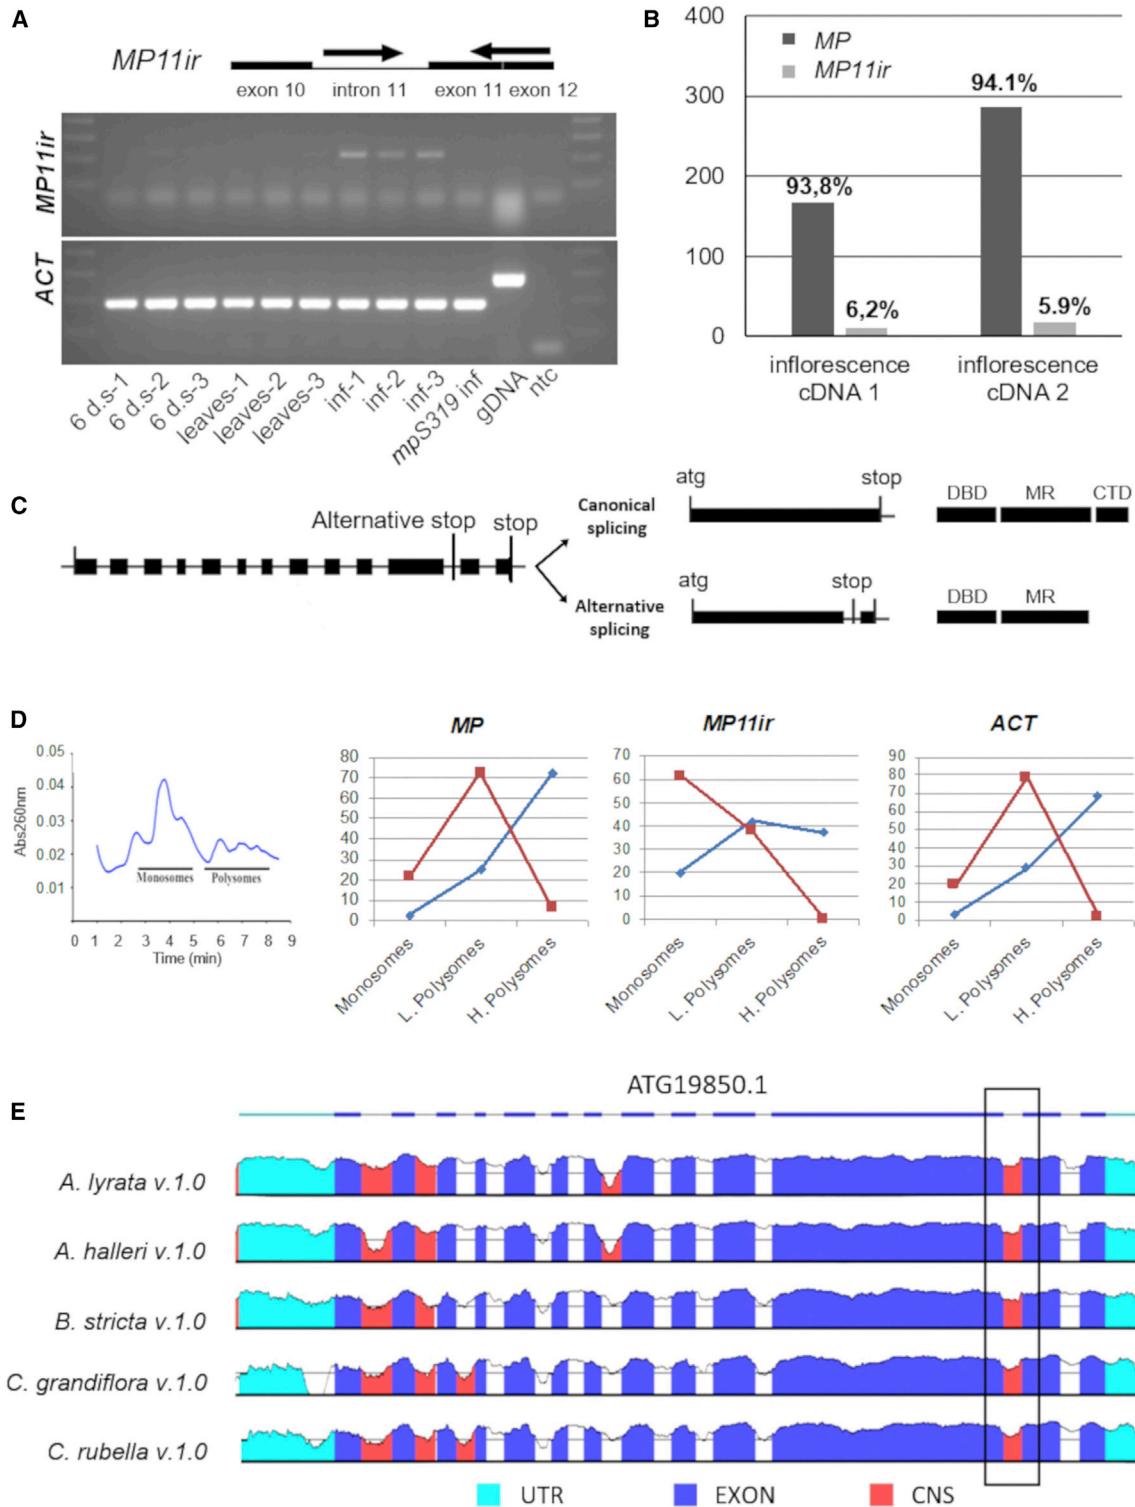 A
MP11ir
exon 10 intron 11 exon 11 exon 12
MP11ir
ACT
6 d.s-1 6 d.s-2 6 d.s-3 leaves-1 leaves-2 leaves-3 inf-1 inf-2 inf-3 mpS319 inf gDNA ntc
B
400
300
200
100
0
MP
MP11ir
93,8%
6,2%
94.1%
5.9%
inflorescence
cDNA 1
inflorescence
cDNA 2
C
Alternative stop stop
Canonical
splicing
atg stop
DBD MR CTD
Alternative
splicing
atg stop
DBD MR
D
Abs260nm
0.05
0.04
0.03
0.02
0.01
Monosomes Polysomes
0 1 2 3 4 5 6 7 8 9
Time (min)
MP
80
70
60
50
40
30
20
10
0
Monosomes L. Polysomes H. Polysomes
MP11ir
70
60
50
40
30
20
10
0
Monosomes L. Polysomes H. Polysomes
ACT
90
80
70
60
50
40
30
20
10
0
Monosomes L. Polysomes H. Polysomes
E
ATG19850.1
A. lyrata v.1.0
A. halleri v.1.0
B. stricta v.1.0
C. grandiflora v.1.0
C. rubella v.1.0
UTR EXON CNS